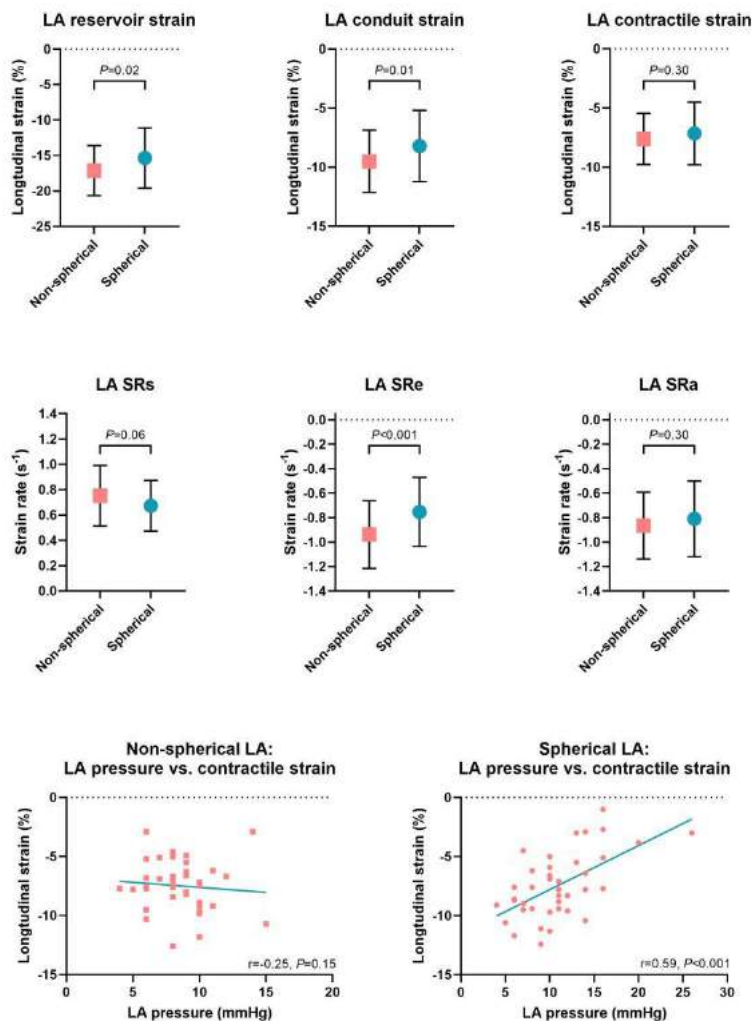 LA reservoir strain
Longtudinal strain (%)
0
-5
-10
-15
-20
-25
P=0.02
Non-spherical
Spherical
LA conduit strain
Longtudinal strain (%)
0
-5
-10
-15
P=0.01
Non-spherical
Spherical
LA contractile strain
Longtudinal strain (%)
0
-5
-10
-15
P=0.30
Non-spherical
Spherical
LA SRs
Strain rate (s⁻¹)
1.4
1.2
1.0
0.8
0.6
0.4
0.2
0.0
P=0.06
Non-spherical
Spherical
LA SRe
Strain rate (s⁻¹)
0.0
-0.2
-0.4
-0.6
-0.8
-1.0
-1.2
-1.4
P<0.001
Non-spherical
Spherical
LA SRa
Strain rate (s⁻¹)
0.0
-0.2
-0.4
-0.6
-0.8
-1.0
-1.2
-1.4
P=0.30
Non-spherical
Spherical
Non-spherical LA:
LA pressure vs. contractile strain
Longitudinal strain (%)
0
-5
-10
-15
r=-0.25, P=0.15
0 5 10 15 20
LA pressure (mmHg)
Spherical LA:
LA pressure vs. contractile strain
Longitudinal strain (%)
0
-5
-10
-15
r=0.59, P<0.001
0 5 10 15 20 25 30
LA pressure (mmHg)